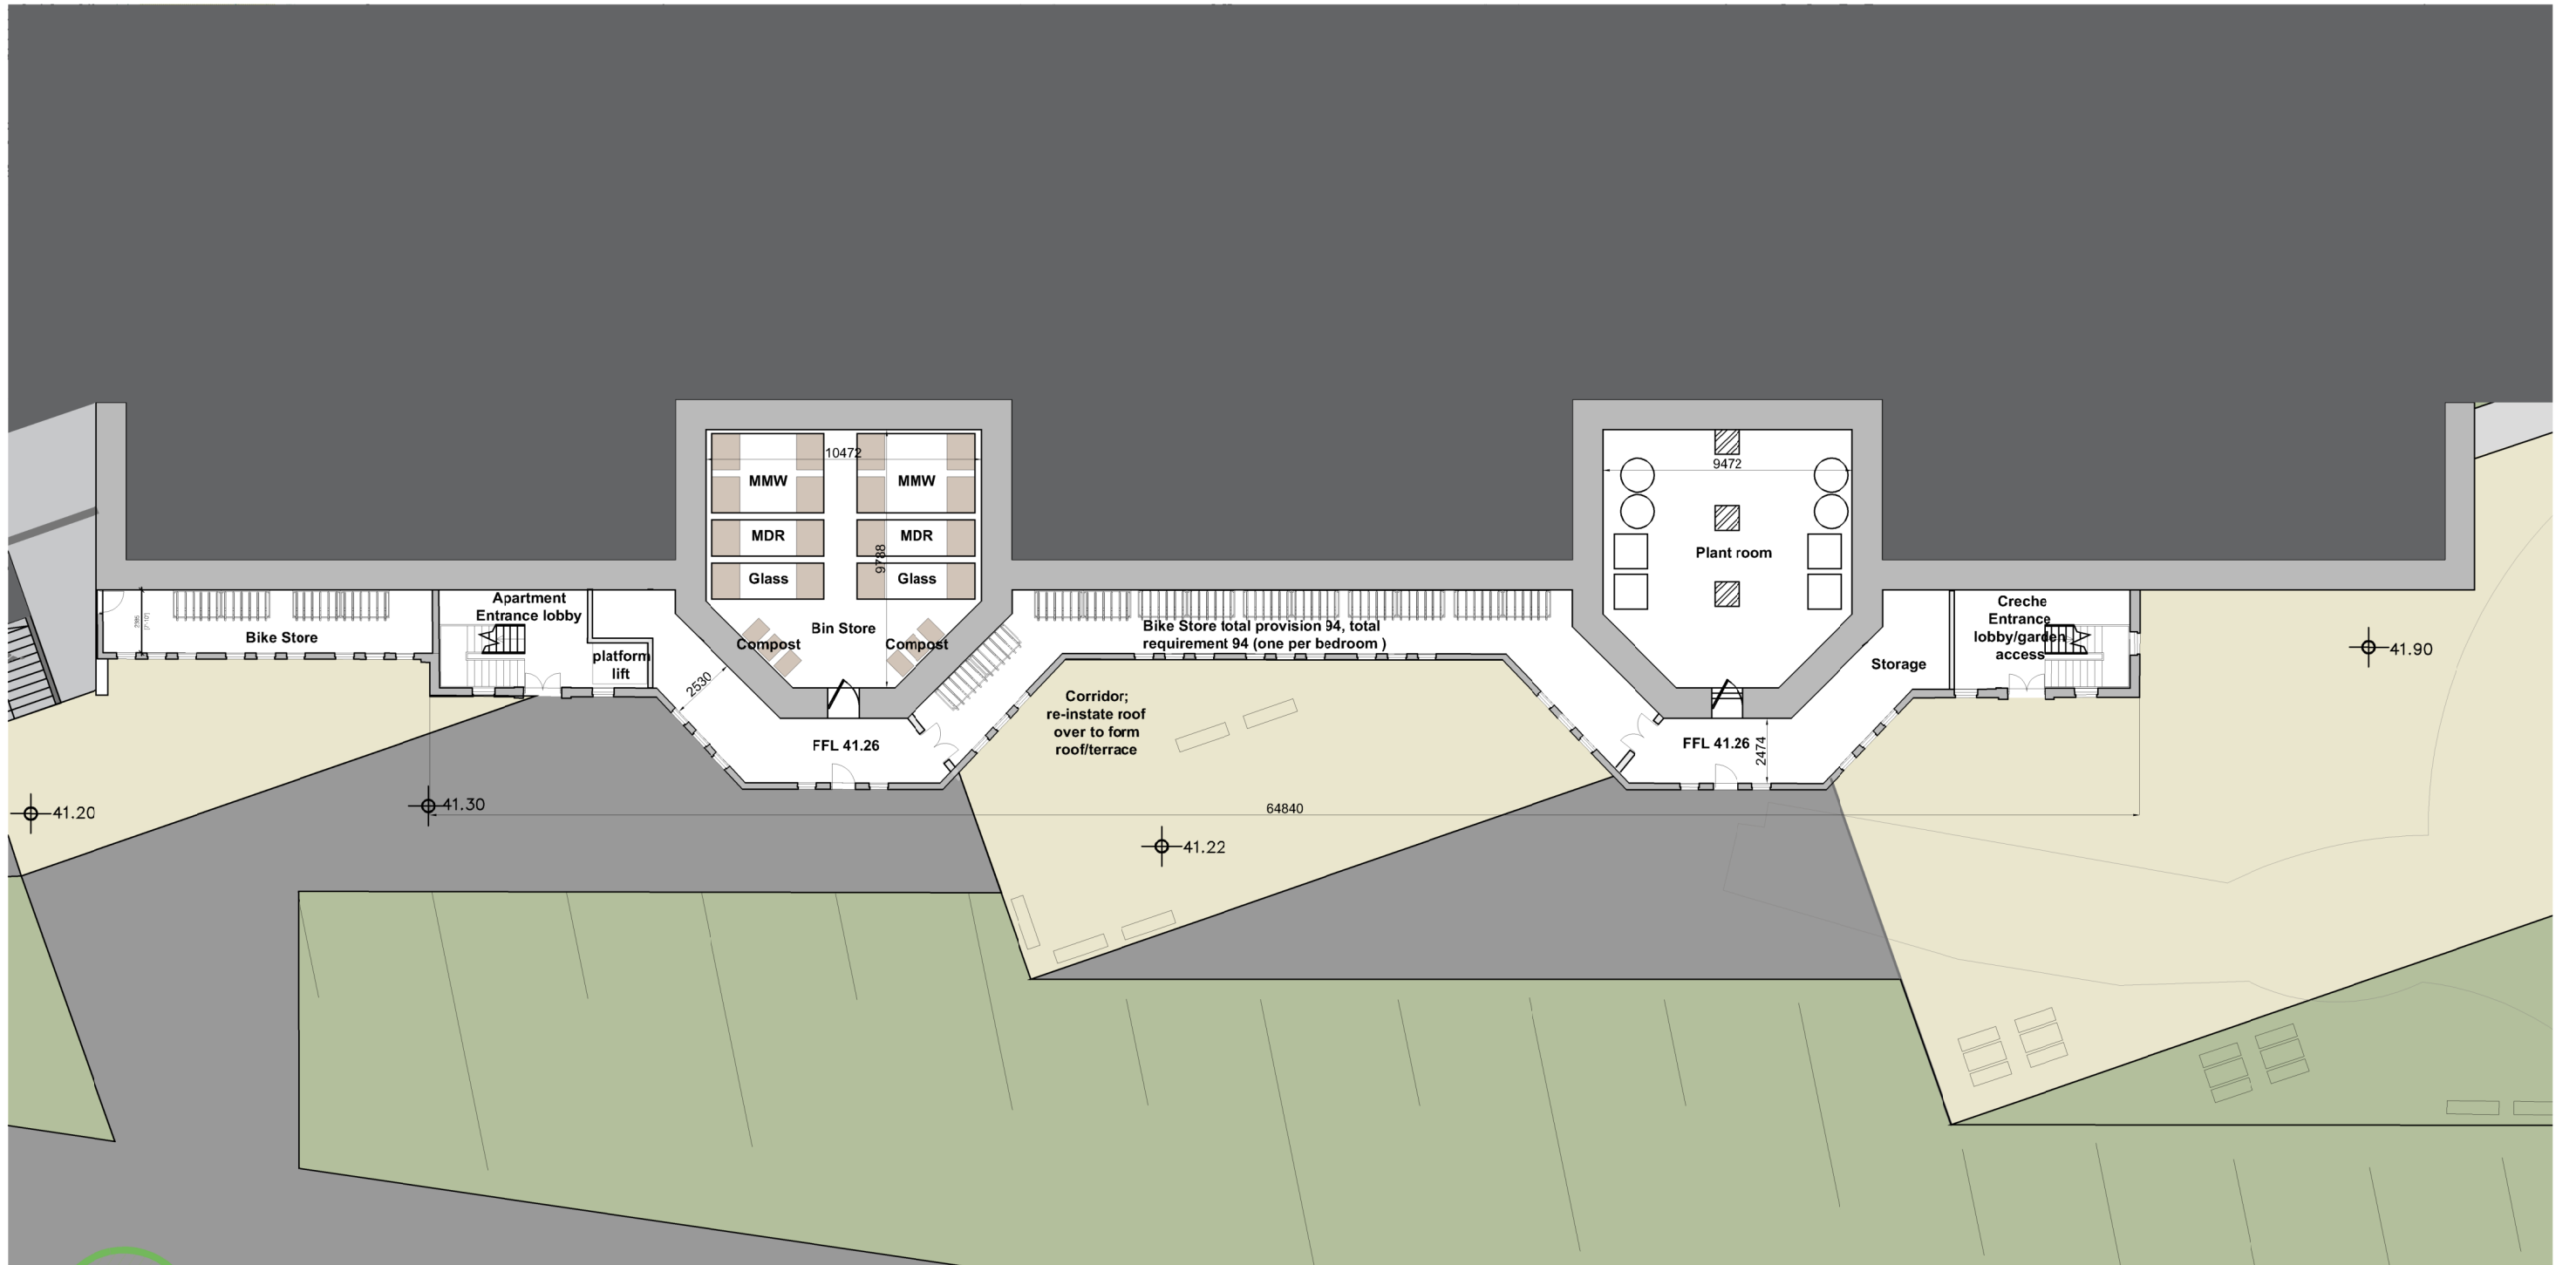 10472
9472
MMW
MMW
MDR
MDR
9788
Plant room
Glass
Glass
Apartment
Entrance lobby
Bike Store
platform
lift
Compost
Bin Store
Compost
Bike Store total provision 94, total
requirement 94 (one per bedroom )
Creche
Entrance
lobby/garden
access
Storage
41.90
2530
Corridor;
re-instate roof
over to form
roof/terrace
FFL 41.26
FFL 41.26
2474
41.20
41.30
64840
41.22